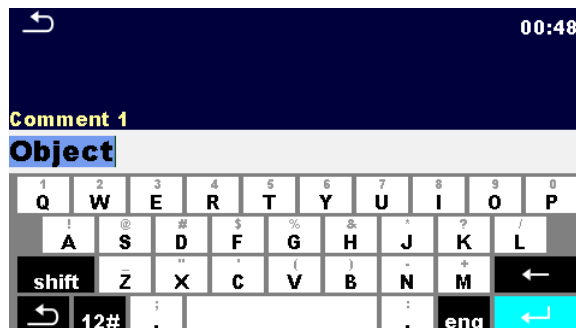 00:48
Comment 1
Object
1 2 3 4 5 6 7 8 9 0
Q W E R T Y U I O P
! @ # $ % & * ? /
A S D F G H J K L
_ " ' ( ) - +
shift Z X C V B N M
; :
12# . . eng